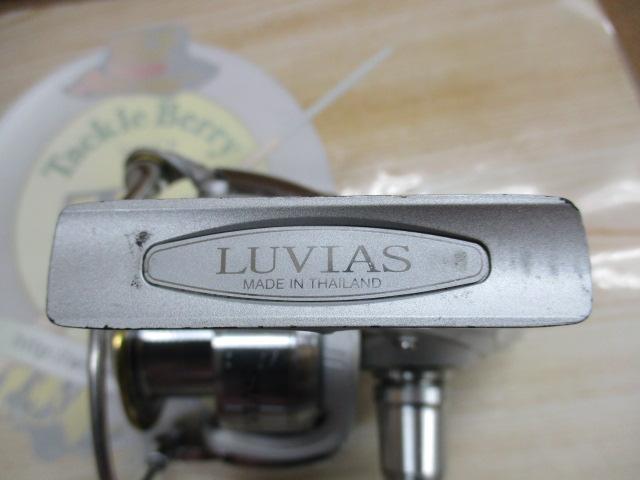 Tackle Berry
LUVIAS
MADE IN THAILAND